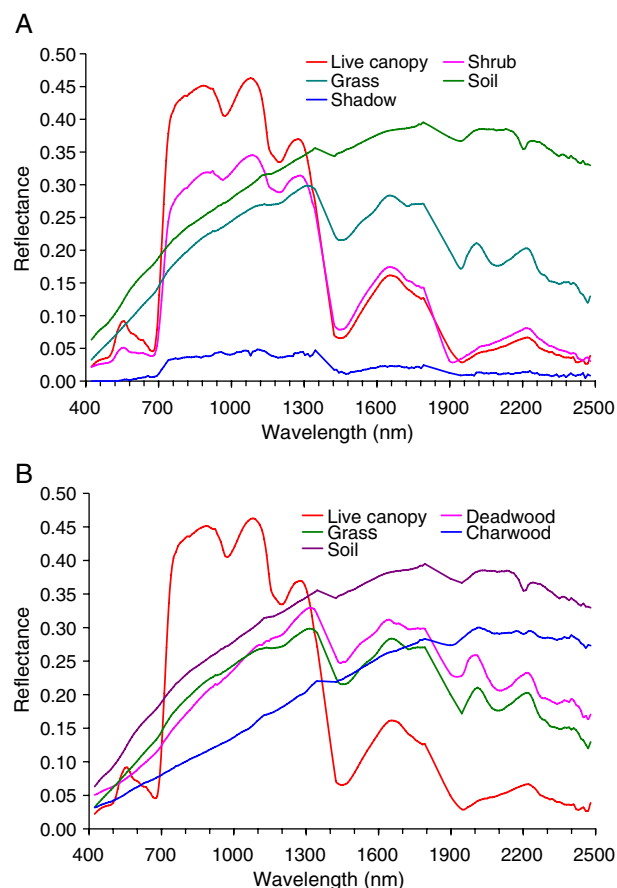 A
0.50
0.45
0.40
0.35
0.30
0.25
0.20
0.15
0.10
0.05
0.00
Reflectance
Live canopy
Grass
Shadow
Shrub
Soil
400 700 1000 1300 1600 1900 2200 2500
Wavelength (nm)
B
0.50
0.45
0.40
0.35
0.30
0.25
0.20
0.15
0.10
0.05
0.00
Reflectance
Live canopy
Grass
Soil
Deadwood
Charwood
400 700 1000 1300 1600 1900 2200 2500
Wavelength (nm)